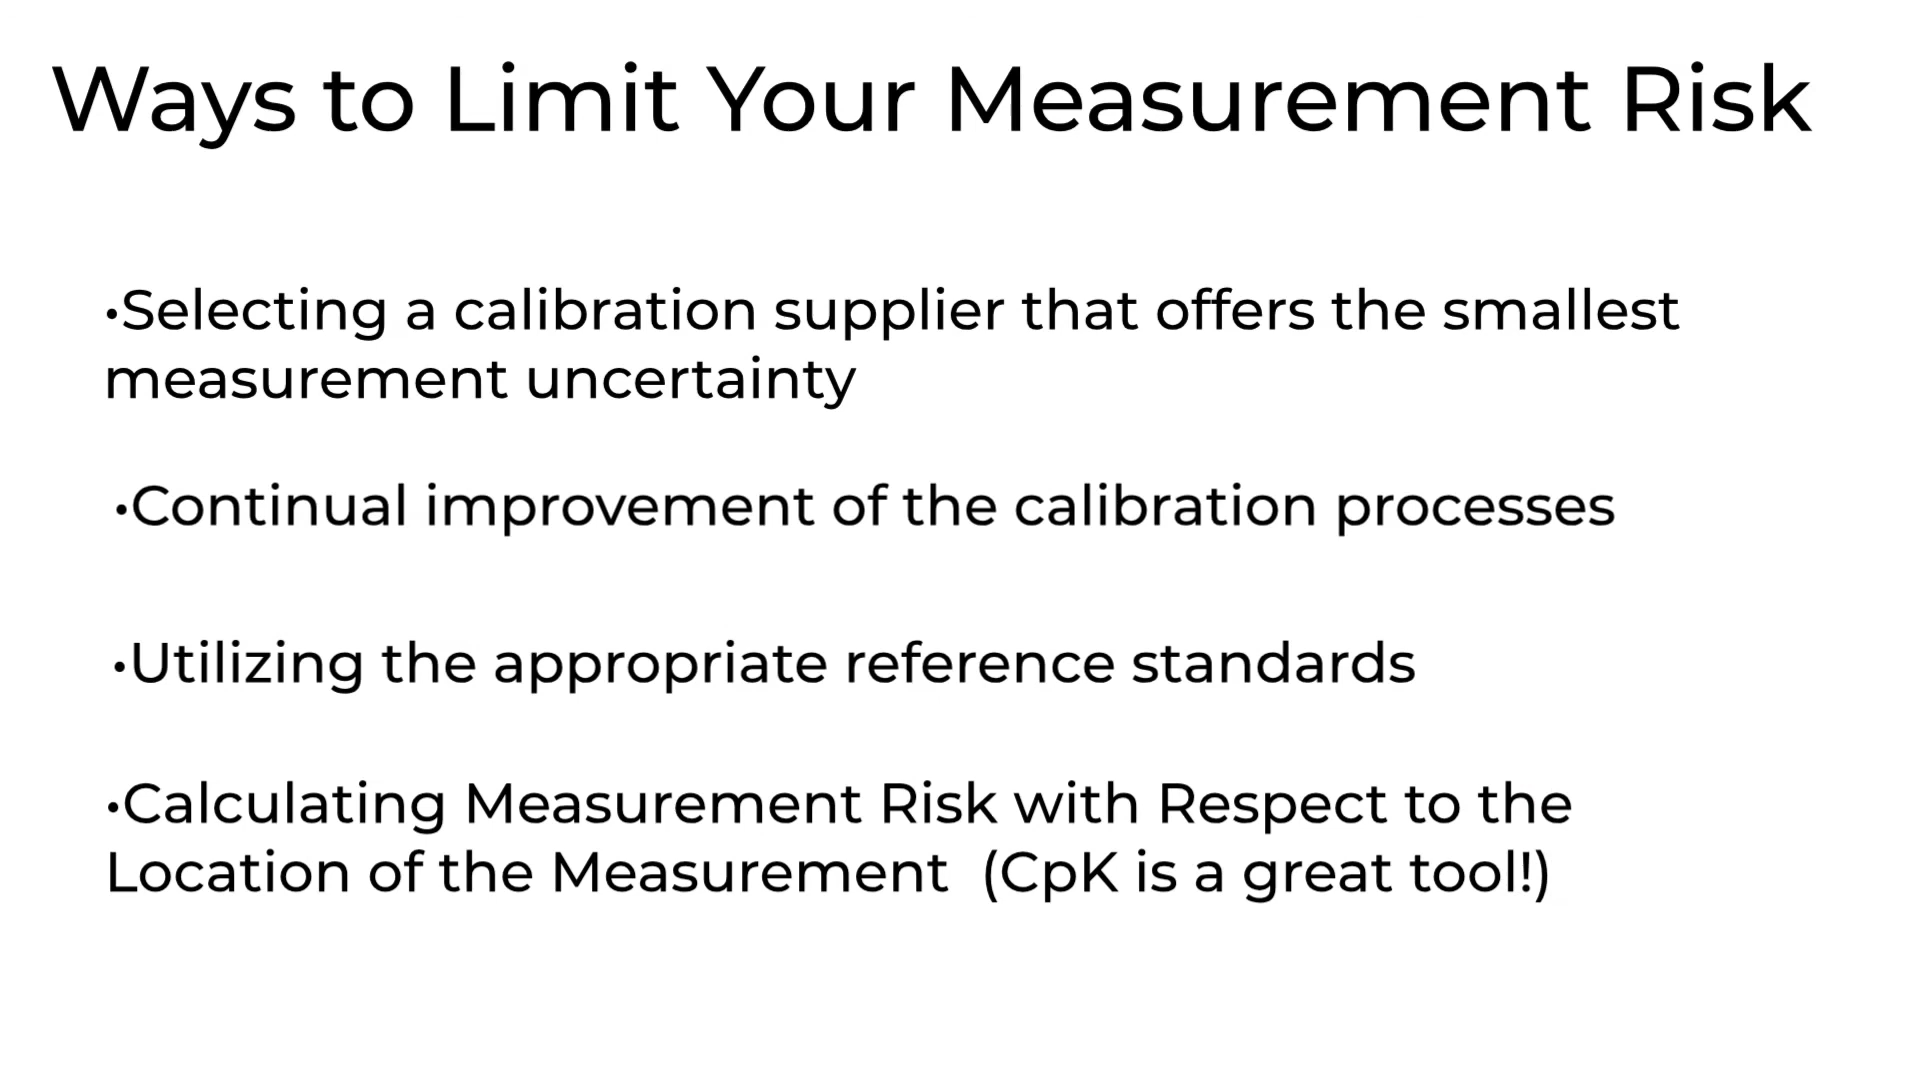 Ways to Limit Your Measurement Risk
•Selecting a calibration supplier that offers the smallest
measurement uncertainty
•Continual improvement of the calibration processes
•Utilizing the appropriate reference standards
•Calculating Measurement Risk with Respect to the
Location of the Measurement  (CpK is a great tool!)